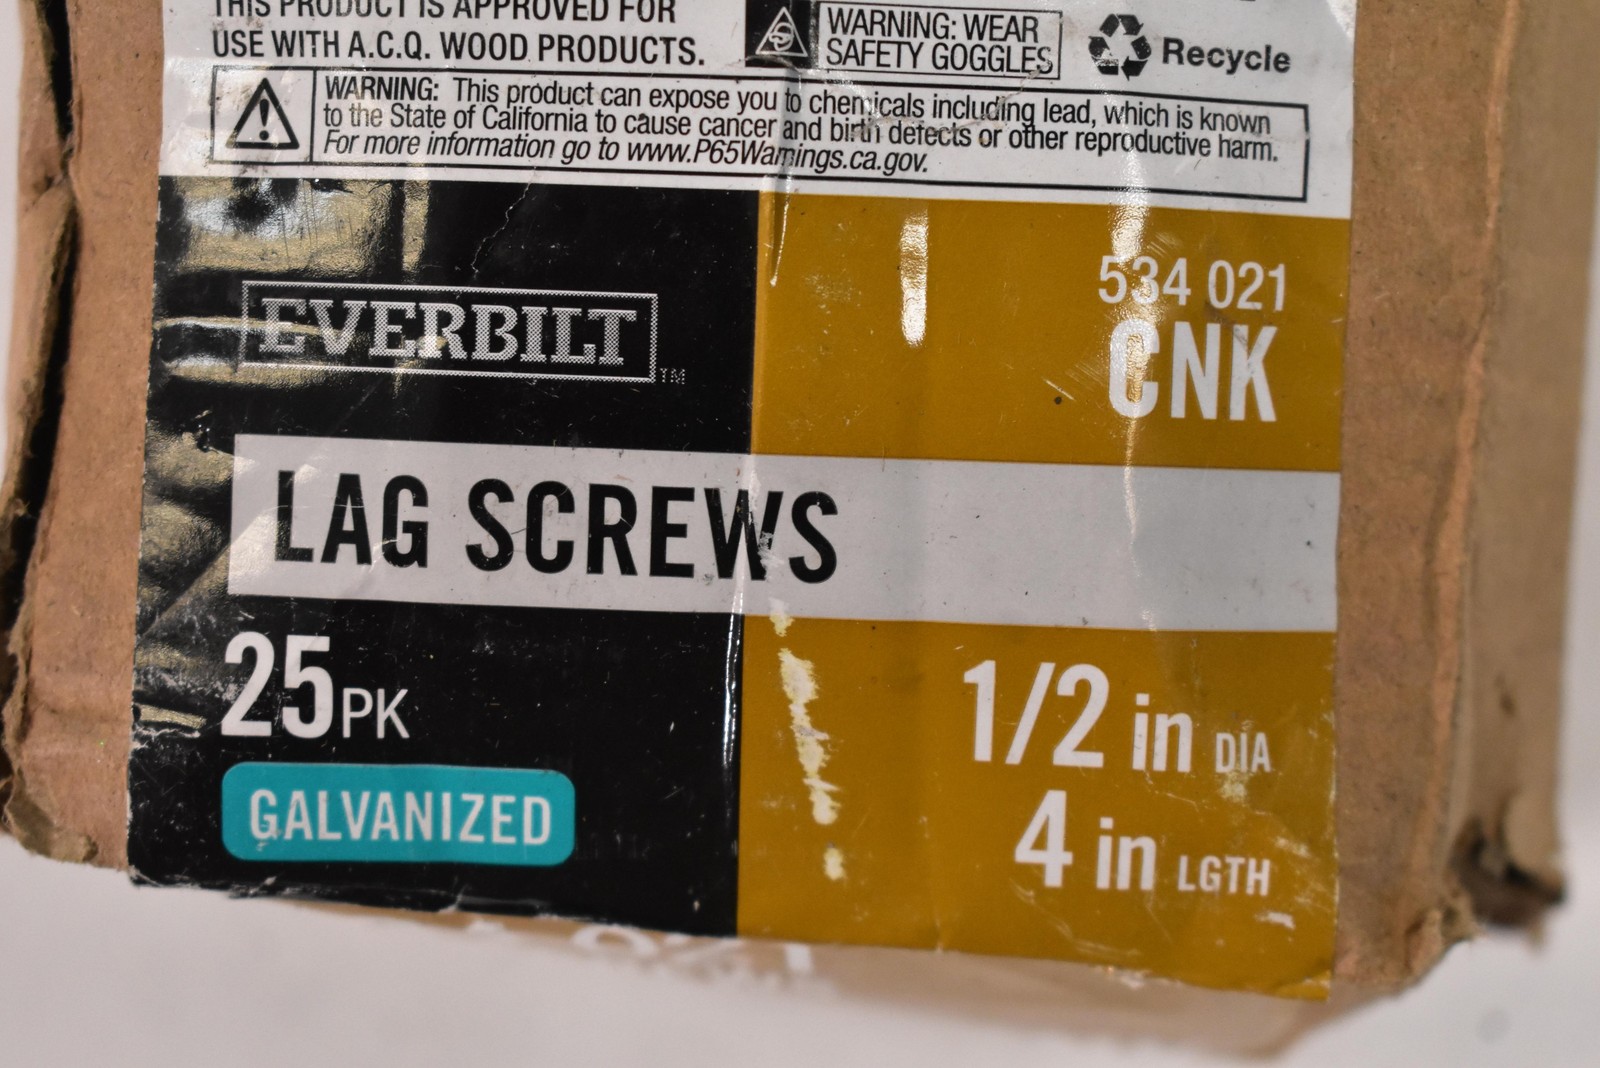 THIS PRODUCT IS APPROVED FOR
USE WITH A.C.Q. WOOD PRODUCTS.
WARNING: WEAR
SAFETY GOGGLES
Recycle
WARNING: This product can expose you to chemicals including lead, which is known
to the State of California to cause cancer and birth defects or other reproductive harm.
For more information go to www.P65Warnings.ca.gov.
EVERBILT™
534 021
CNK
LAG SCREWS
25PK
GALVANIZED
1/2 in DIA
4 in LGTH